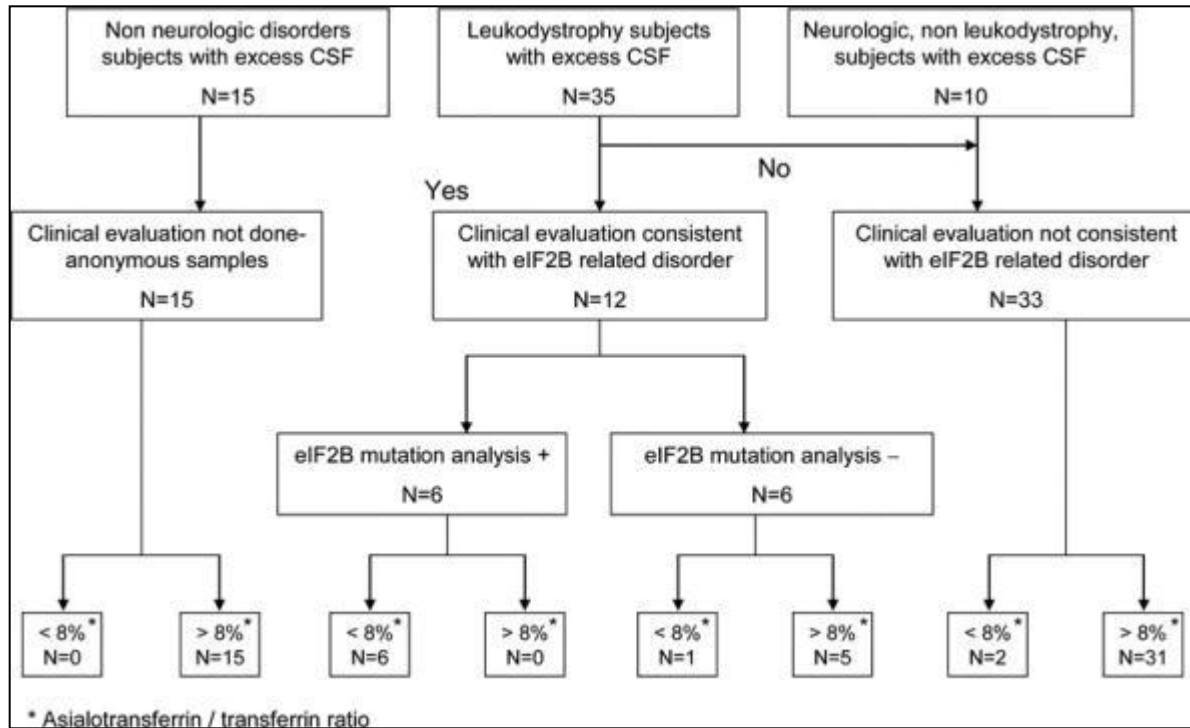 Non neurologic disorders
subjects with excess CSF
N=15
Leukodystrophy subjects
with excess CSF
N=35
Neurologic, non leukodystrophy,
subjects with excess CSF
N=10
No
Yes
Clinical evaluation not done-
anonymous samples
N=15
Clinical evaluation consistent
with eIF2B related disorder
N=12
Clinical evaluation not consistent
with eIF2B related disorder
N=33
eIF2B mutation analysis +
N=6
eIF2B mutation analysis –
N=6
< 8%*
N=0
> 8%*
N=15
< 8%*
N=6
> 8%*
N=0
< 8%*
N=1
> 8%*
N=5
< 8%*
N=2
> 8%*
N=31
* Asialotransferrin / transferrin ratio